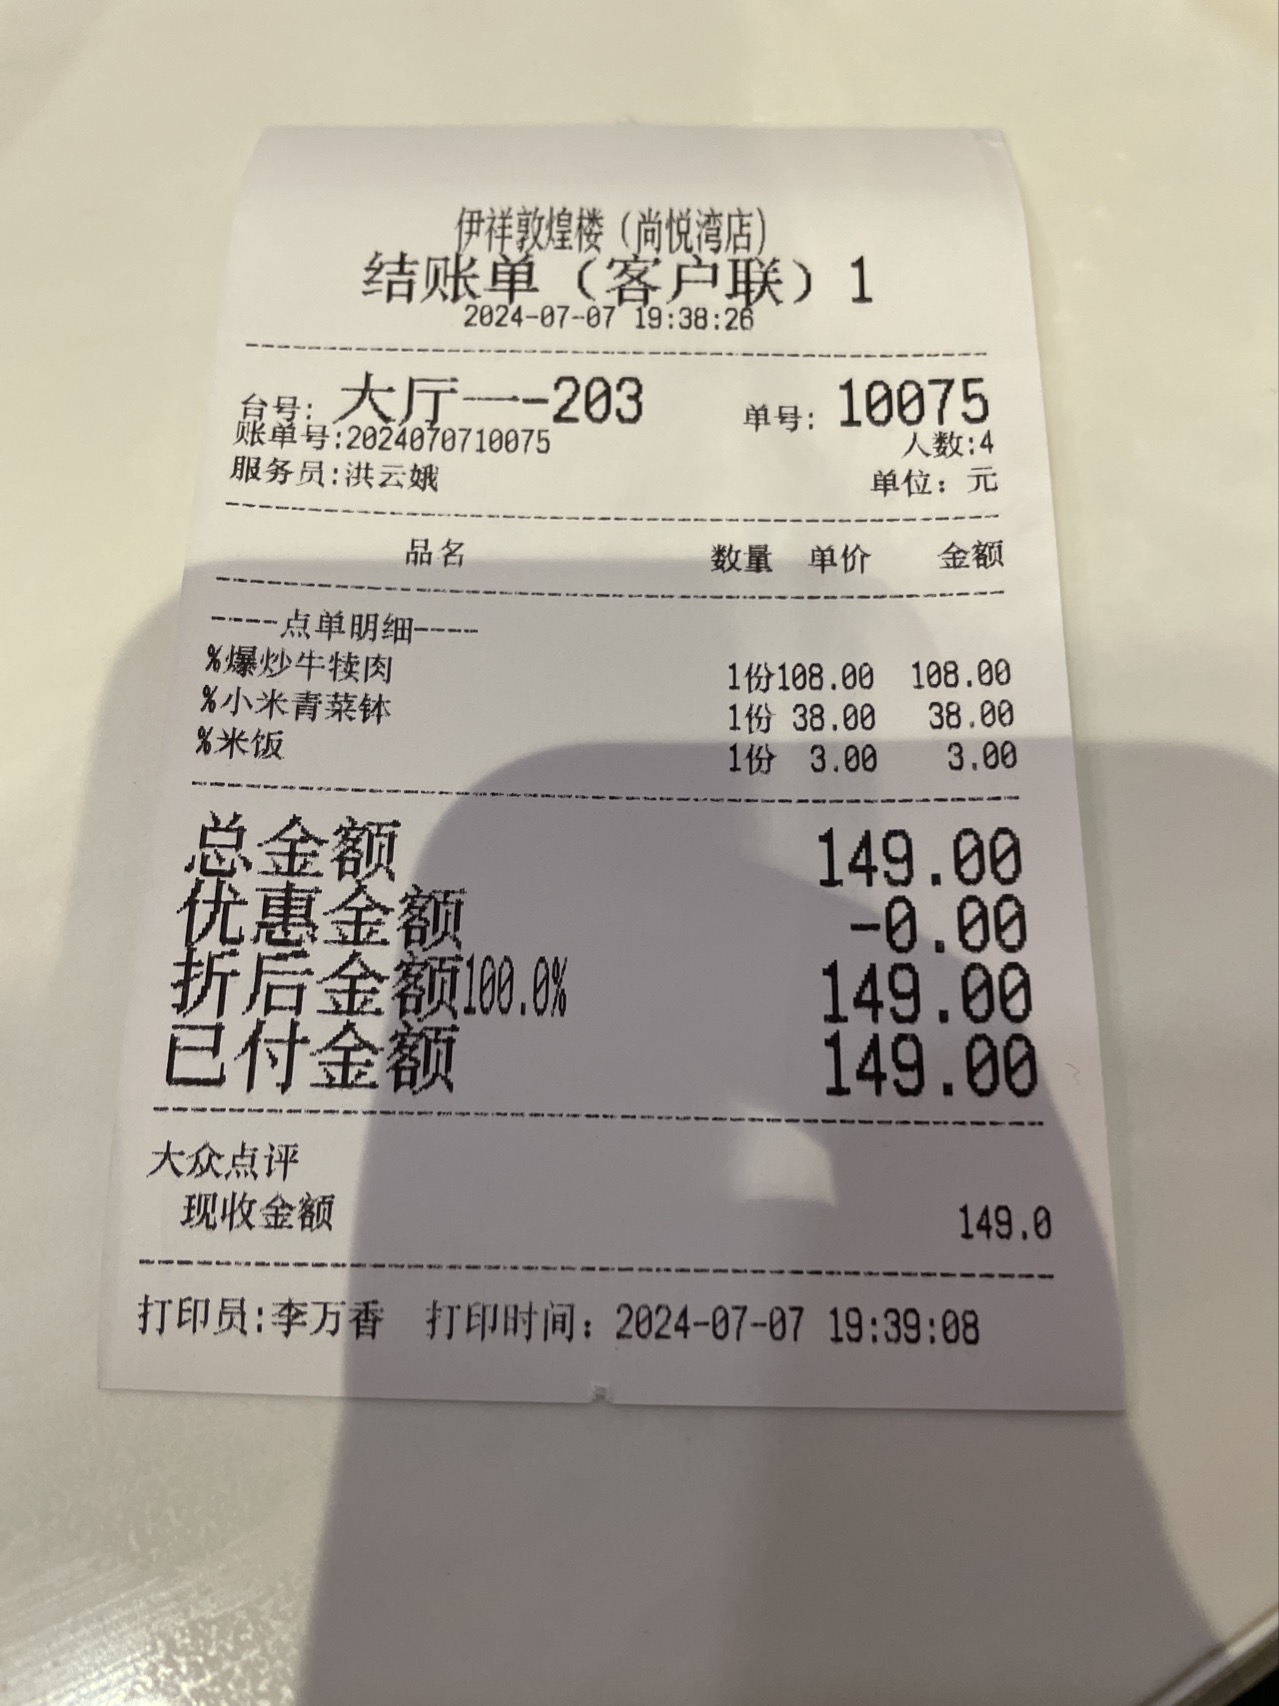 伊祥敦煌楼（尚悦湾店）
结账单（客户联）1
2024-07-07 19:38:26
台号: 大厅一-203 单号: 10075
账单号:2024070710075 人数:4
服务员:洪云娥 单位: 元
品名 数量 单价 金额
----点单明细----
%爆炒牛犊肉 1份108.00 108.00
%小米青菜钵 1份 38.00 38.00
%米饭 1份 3.00 3.00
总金额 149.00
优惠金额 -0.00
折后金额100.0% 149.00
已付金额 149.00
大众点评
现收金额 149.0
打印员:李万香 打印时间: 2024-07-07 19:39:08